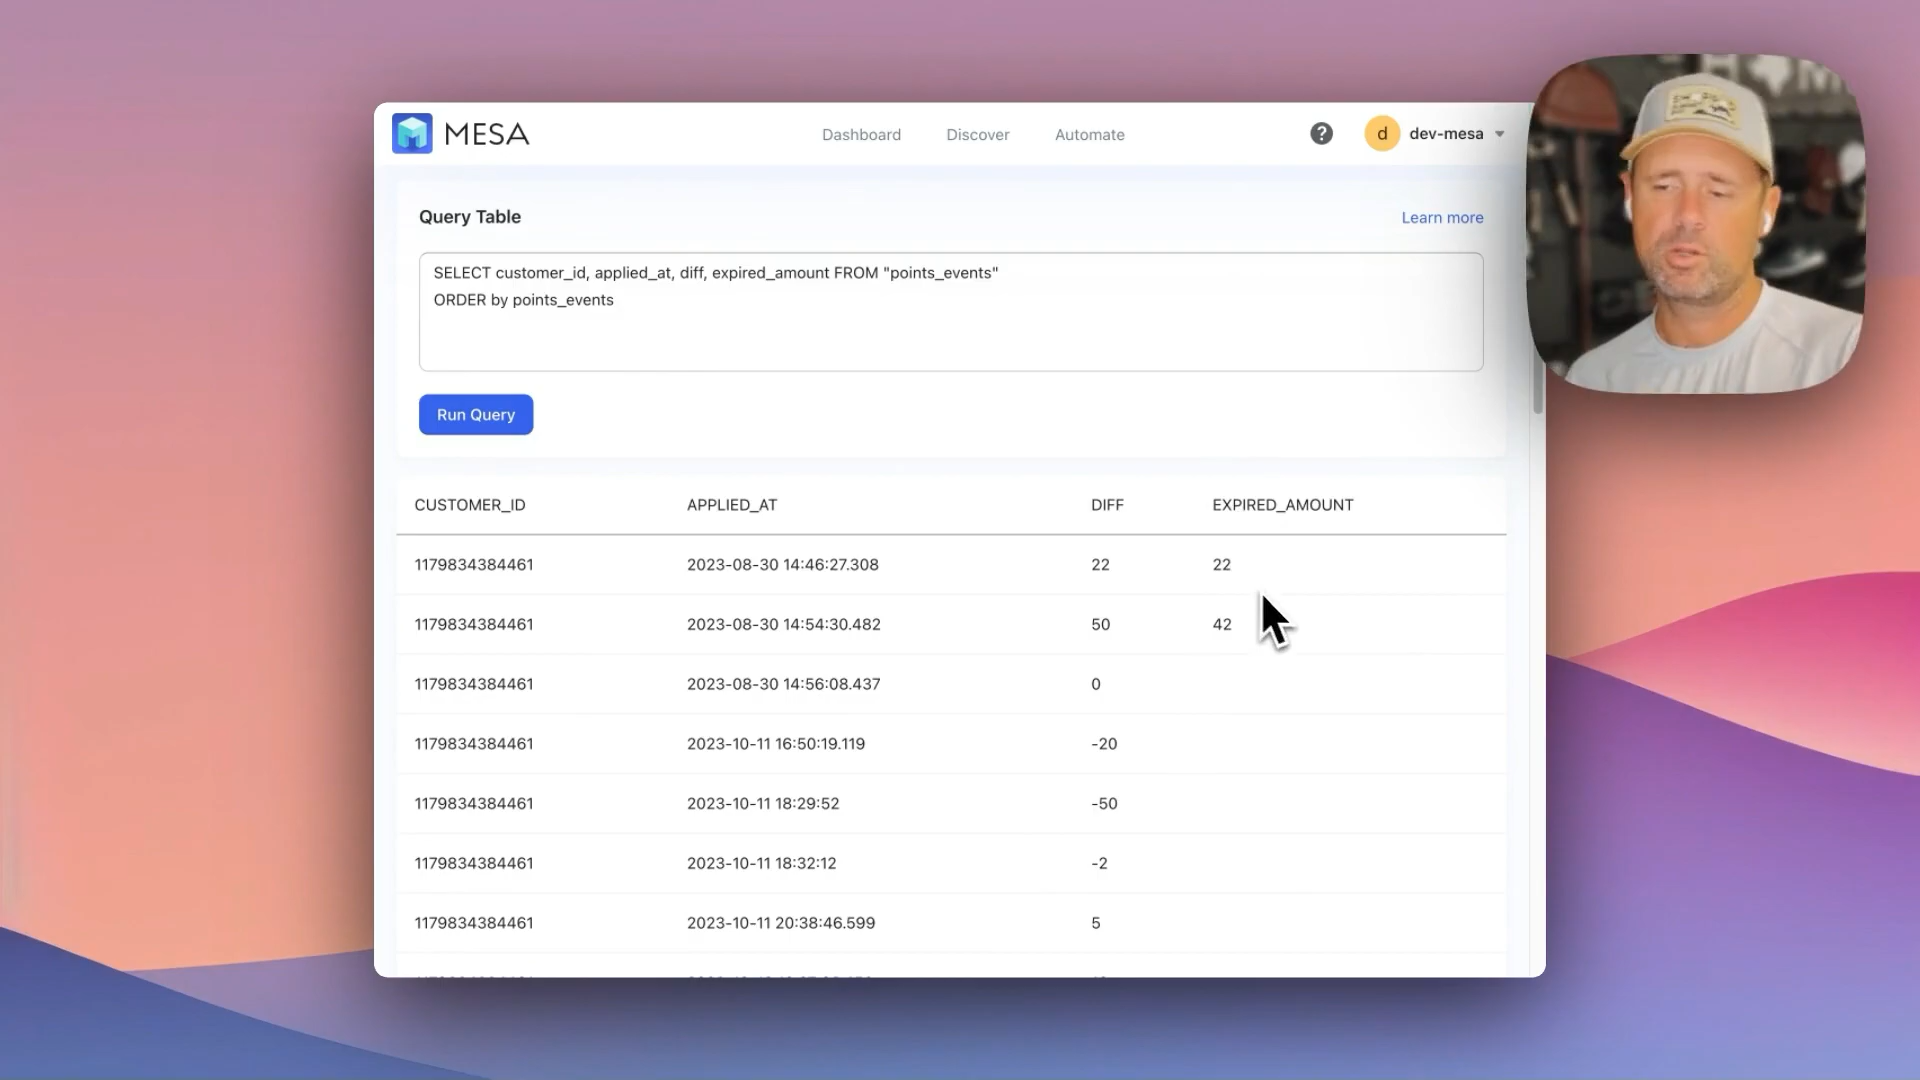 MESA
Dashboard
Discover
Automate
?
d
dev-mesa
Query Table
Learn more
SELECT customer_id, applied_at, diff, expired_amount FROM "points_events"
ORDER by points_events
Run Query
CUSTOMER_ID APPLIED_AT DIFF EXPIRED_AMOUNT
1179834384461 2023-08-30 14:46:27.308 22 22
1179834384461 2023-08-30 14:54:30.482 50 42
1179834384461 2023-08-30 14:56:08.437 0
1179834384461 2023-10-11 16:50:19.119 -20
1179834384461 2023-10-11 18:29:52 -50
1179834384461 2023-10-11 18:32:12 -2
1179834384461 2023-10-11 20:38:46.599 5